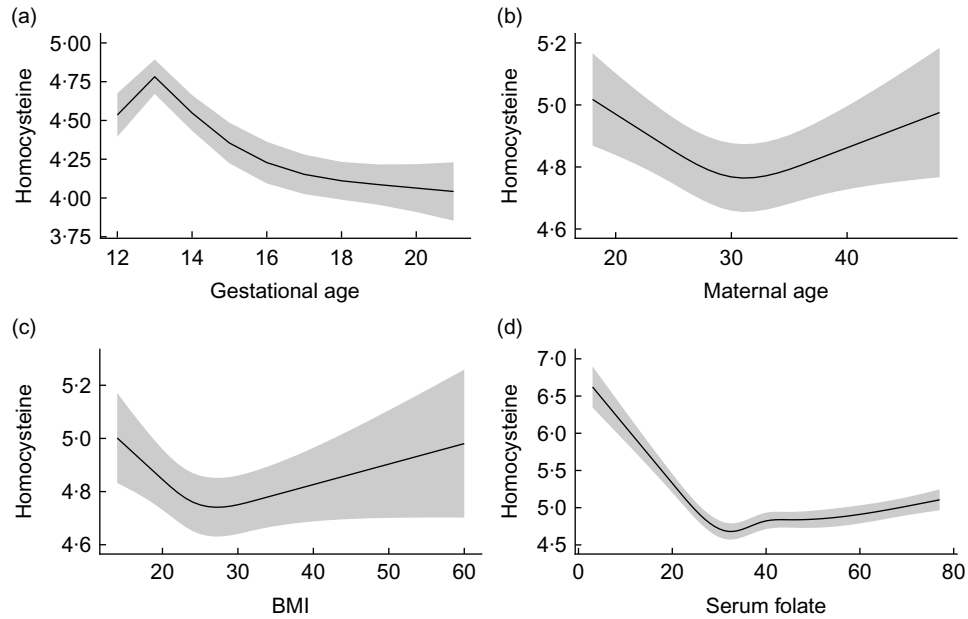 (a)
5·00
4·75
4·50
4·25
4·00
3·75
Homocysteine
12 14 16 18 20
Gestational age
(b)
5·2
5·0
4·8
4·6
Homocysteine
20 30 40
Maternal age
(c)
5·2
5·0
4·8
4·6
Homocysteine
20 30 40 50 60
BMI
(d)
7·0
6·5
6·0
5·5
5·0
4·5
Homocysteine
0 20 40 60 80
Serum folate